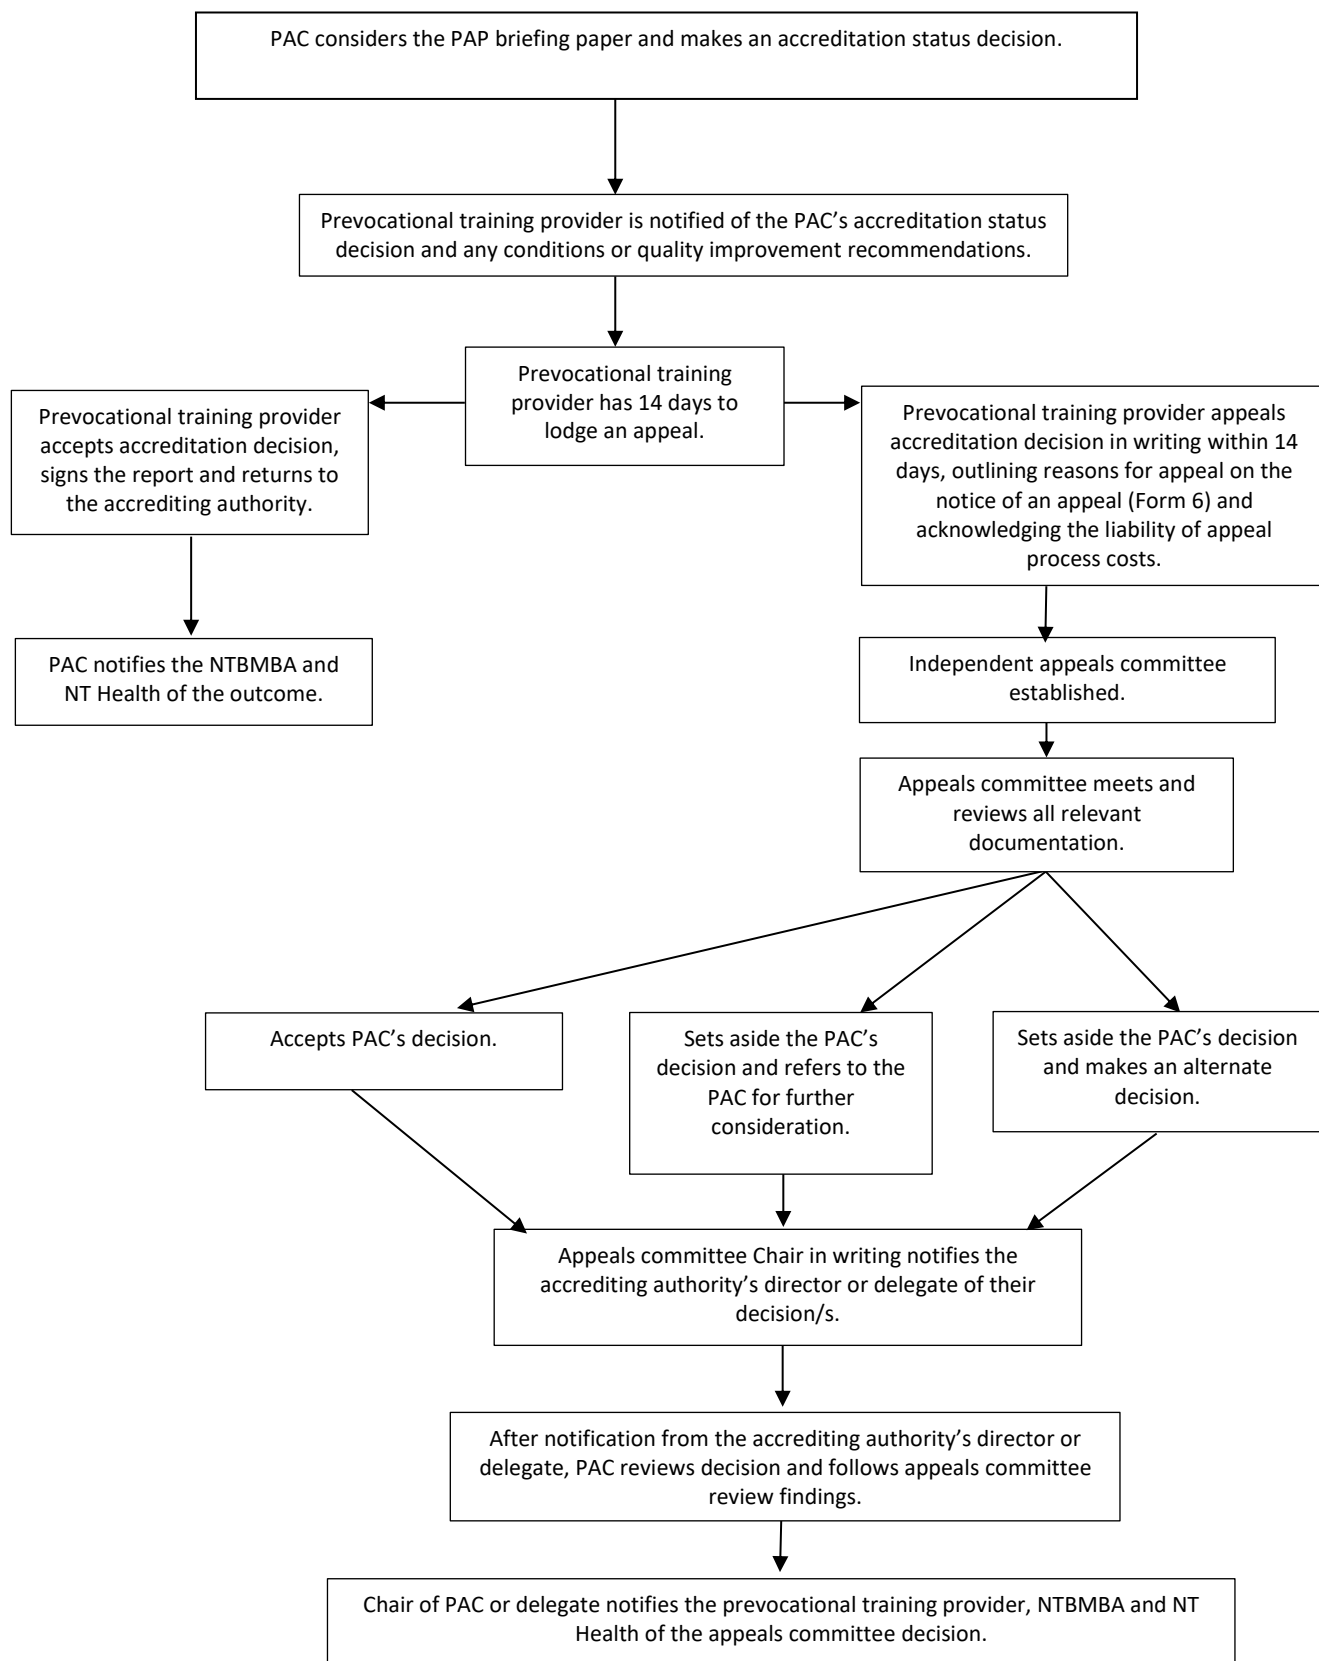 PAC considers the PAP briefing paper and makes an accreditation status decision.
Prevocational training provider is notified of the PAC’s accreditation status
decision and any conditions or quality improvement recommendations.
Prevocational training
provider has 14 days to
lodge an appeal.
Prevocational training provider
accepts accreditation decision,
signs the report and returns to
the accrediting authority.
Prevocational training provider appeals
accreditation decision in writing within 14
days, outlining reasons for appeal on the
notice of an appeal (Form 6) and
acknowledging the liability of appeal
process costs.
PAC notifies the NTBMBA and
NT Health of the outcome.
Independent appeals committee
established.
Appeals committee meets and
reviews all relevant
documentation.
Accepts PAC’s decision.
Sets aside the PAC’s
decision and refers to the
PAC for further
consideration.
Sets aside the PAC’s decision
and makes an alternate
decision.
Appeals committee Chair in writing notifies the
accrediting authority’s director or delegate of their
decision/s.
After notification from the accrediting authority’s director or
delegate, PAC reviews decision and follows appeals committee
review findings.
Chair of PAC or delegate notifies the prevocational training provider, NTBMBA and NT
Health of the appeals committee decision.